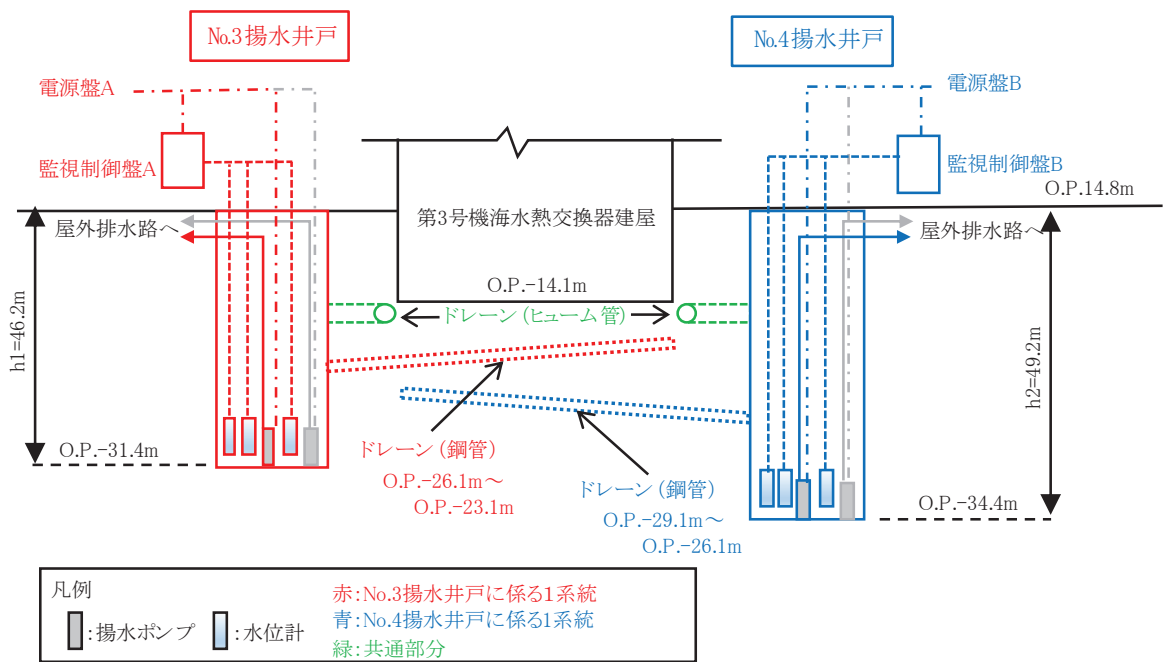 No.3揚水井戸
No.4揚水井戸
電源盤A
電源盤B
監視制御盤A
監視制御盤B
O.P.14.8m
屋外排水路へ
第3号機海水熱交換器建屋
屋外排水路へ
O.P.-14.1m
ドレーン(ヒューム管)
h1=46.2m
h2=49.2m
O.P.-31.4m
ドレーン(鋼管)
O.P.-26.1m~
O.P.-23.1m
ドレーン(鋼管)
O.P.-29.1m~
O.P.-26.1m
O.P.-34.4m
凡例
:揚水ポンプ :水位計
赤:No.3揚水井戸に係る1系統
青:No.4揚水井戸に係る1系統
緑:共通部分